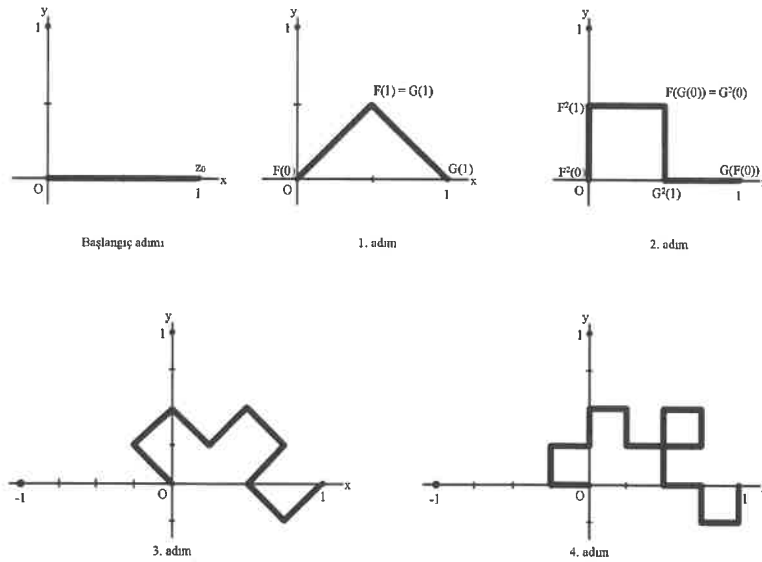 y
1
z₀
O
1
x
Başlangıç adımı
y
1
F(1) = G(1)
F(0)
G(1)
O
1
x
1. adım
y
1
F²(1)
F(G(0)) = G²(0)
F²(0)
G(F(0))
O
G²(1)
1
2. adım
y
1
-1
O
1
x
3. adım
y
1
-1
O
1
4. adım